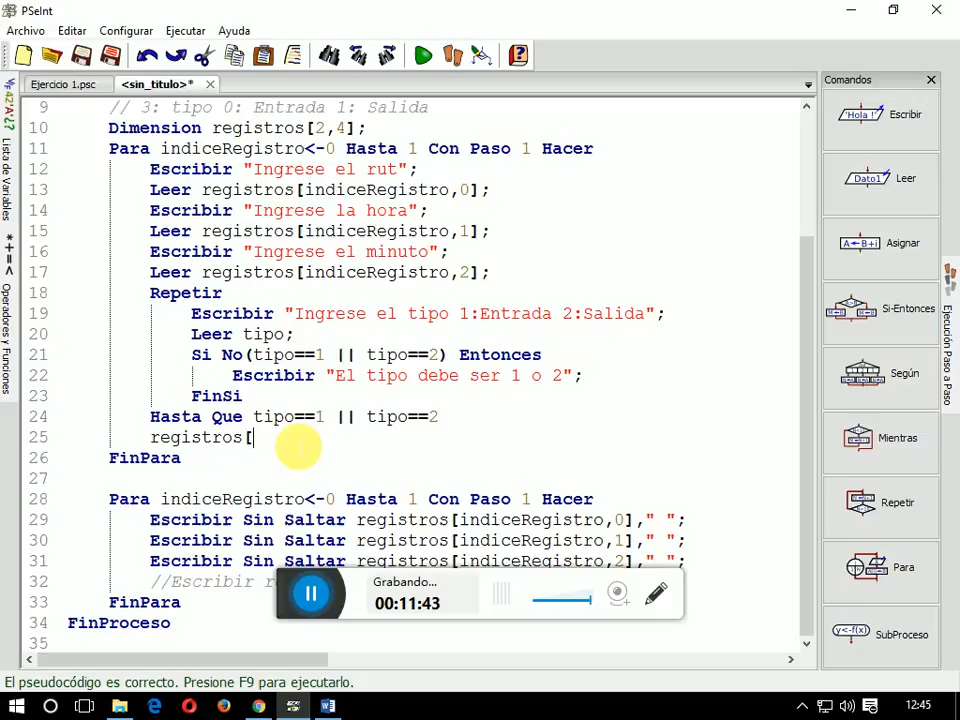 PSeInt
Archivo Editar Configurar Ejecutar Ayuda
Ejercicio 1.psc <sin_titulo>*
Comandos
Lista de Variables
Operadores y Funciones
9 // 3: tipo 0: Entrada 1: Salida
10 Dimension registros[2,4];
11 Para indiceRegistro<-0 Hasta 1 Con Paso 1 Hacer
12 Escribir "Ingrese el rut";
13 Leer registros[indiceRegistro,0];
14 Escribir "Ingrese la hora";
15 Leer registros[indiceRegistro,1];
16 Escribir "Ingrese el minuto";
17 Leer registros[indiceRegistro,2];
18 Repetir
19 Escribir "Ingrese el tipo 1:Entrada 2:Salida";
20 Leer tipo;
21 Si No(tipo==1 || tipo==2) Entonces
22 Escribir "El tipo debe ser 1 o 2";
23 FinSi
24 Hasta Que tipo==1 || tipo==2
25 registros[
26 FinPara
27
28 Para indiceRegistro<-0 Hasta 1 Con Paso 1 Hacer
29 Escribir Sin Saltar registros[indiceRegistro,0]," ";
30 Escribir Sin Saltar registros[indiceRegistro,1]," ";
31 Escribir Sin Saltar registros[indiceRegistro,2]," ";
32 //Escribir
33 FinPara
34 FinProceso
35
Grabando...
00:11:43
'Hola !' Escribir
Dato1 Leer
A←B+i Asignar
Si-Entonces
Según
Mientras
Repetir
Para
y<-f(x) SubProceso
Ejecución Paso a Paso
El pseudocódigo es correcto. Presione F9 para ejecutarlo.
12:45